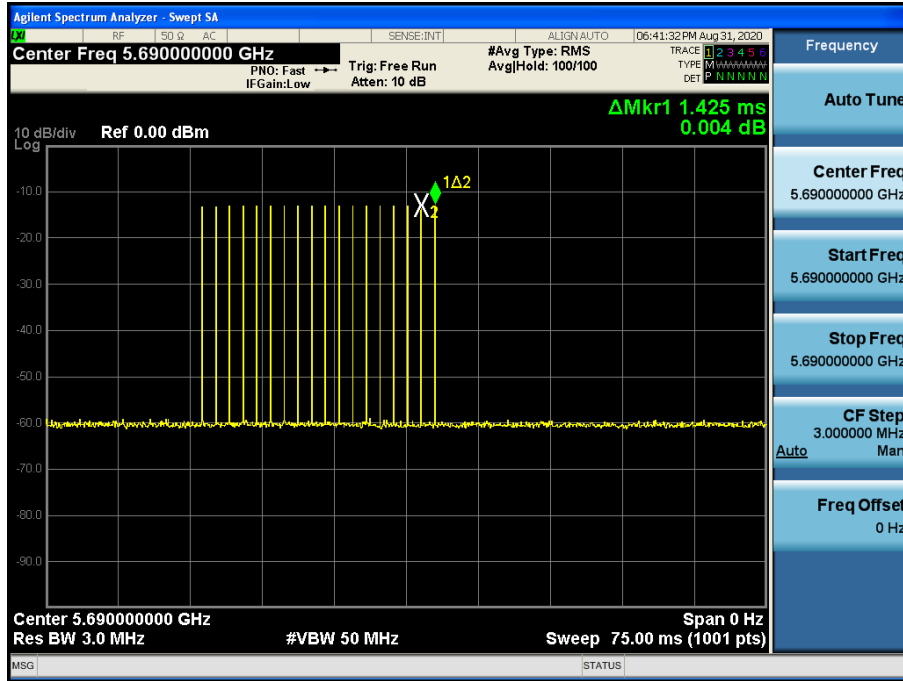 Agilent Spectrum Analyzer - Swept SA
LXI RF 50 Ω AC SENSE:INT ALIGN AUTO 06:41:32 PM Aug 31, 2020
Center Freq 5.690000000 GHz
PNO: Fast
IFGain:Low
Trig: Free Run
Atten: 10 dB
#Avg Type: RMS
Avg|Hold: 100/100
TRACE 1 2 3 4 5 6
TYPE M
DET P N N N N N
Frequency
ΔMkr1 1.425 ms
0.004 dB
10 dB/div Ref 0.00 dBm
Log
-10.0
-20.0
-30.0
-40.0
-50.0
-60.0
-70.0
-80.0
-90.0
1Δ2
X2
Center 5.690000000 GHz Span 0 Hz
Res BW 3.0 MHz #VBW 50 MHz Sweep 75.00 ms (1001 pts)
MSG STATUS
Auto Tune
Center Freq
5.690000000 GHz
Start Freq
5.690000000 GHz
Stop Freq
5.690000000 GHz
CF Step
3.000000 MHz
Auto Man
Freq Offset
0 Hz